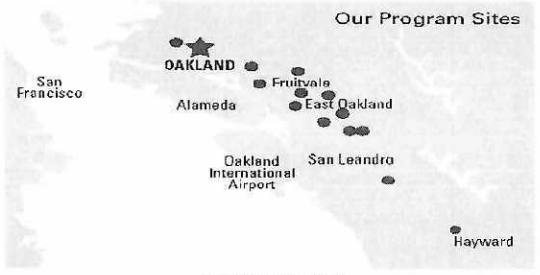 Our Program Sites
OAKLAND
San
Francisco
Fruitvale
Alameda
East Oakland
Oakland
International
Airport
San Leandro
Hayward